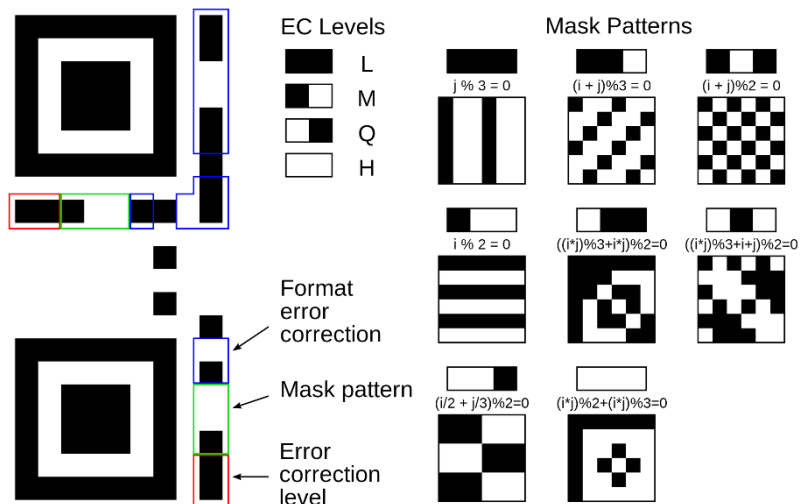 EC Levels
L
M
Q
H
Format
error
correction
Mask pattern
Error
correction
level
Mask Patterns
j % 3 = 0
(i + j)%3 = 0
(i + j)%2 = 0
i % 2 = 0
((i*j)%3+i*j)%2=0
((i*j)%3+i+j)%2=0
(i/2 + j/3)%2=0
(i*j)%2+(i*j)%3=0